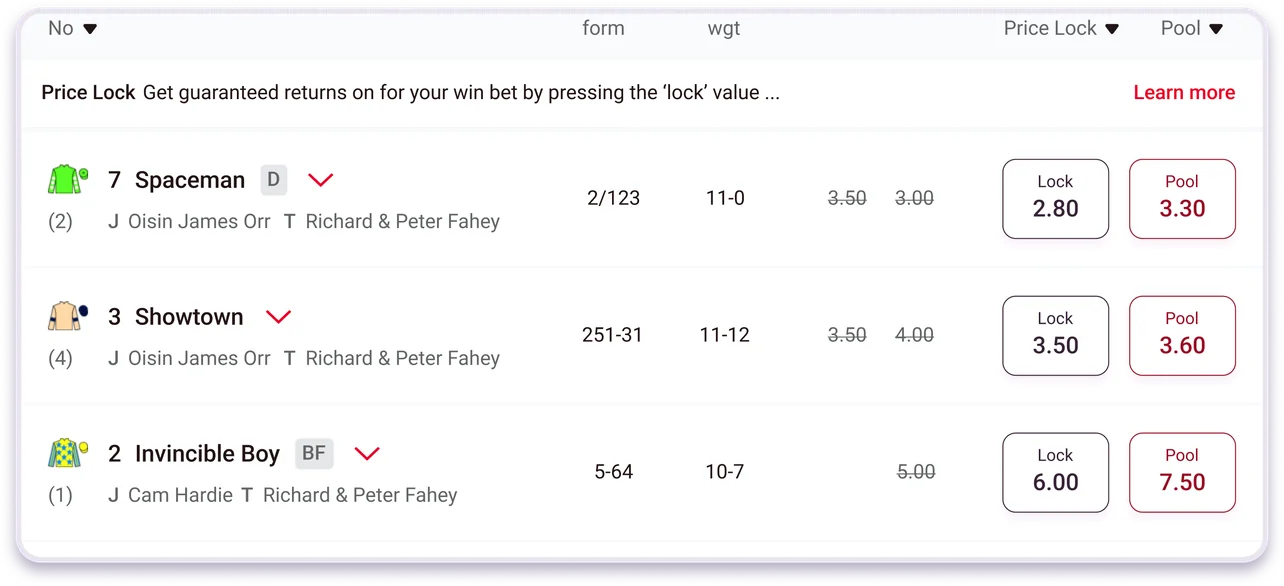 No form wgt Price Lock Pool
Price Lock Get guaranteed returns on for your win bet by pressing the ‘lock’ value ... Learn more
7 Spaceman D
2/123 11-0 3.50 3.00
Lock 2.80
Pool 3.30
(2) J Oisin James Orr T Richard & Peter Fahey
3 Showtown
251-31 11-12 3.50 4.00
Lock 3.50
Pool 3.60
(4) J Oisin James Orr T Richard & Peter Fahey
2 Invincible Boy BF
5-64 10-7 5.00
Lock 6.00
Pool 7.50
(1) J Cam Hardie T Richard & Peter Fahey